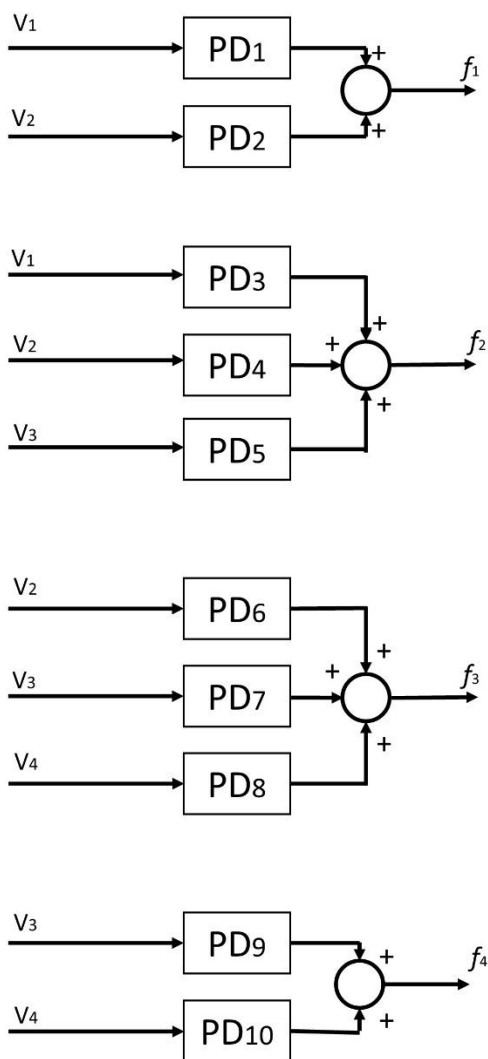 V1
PD1
+
f1
V2
PD2
+
V1
PD3
+
V2
PD4
+
f2
V3
PD5
+
V2
PD6
+
V3
PD7
+
f3
V4
PD8
+
V3
PD9
+
f4
V4
PD10
+